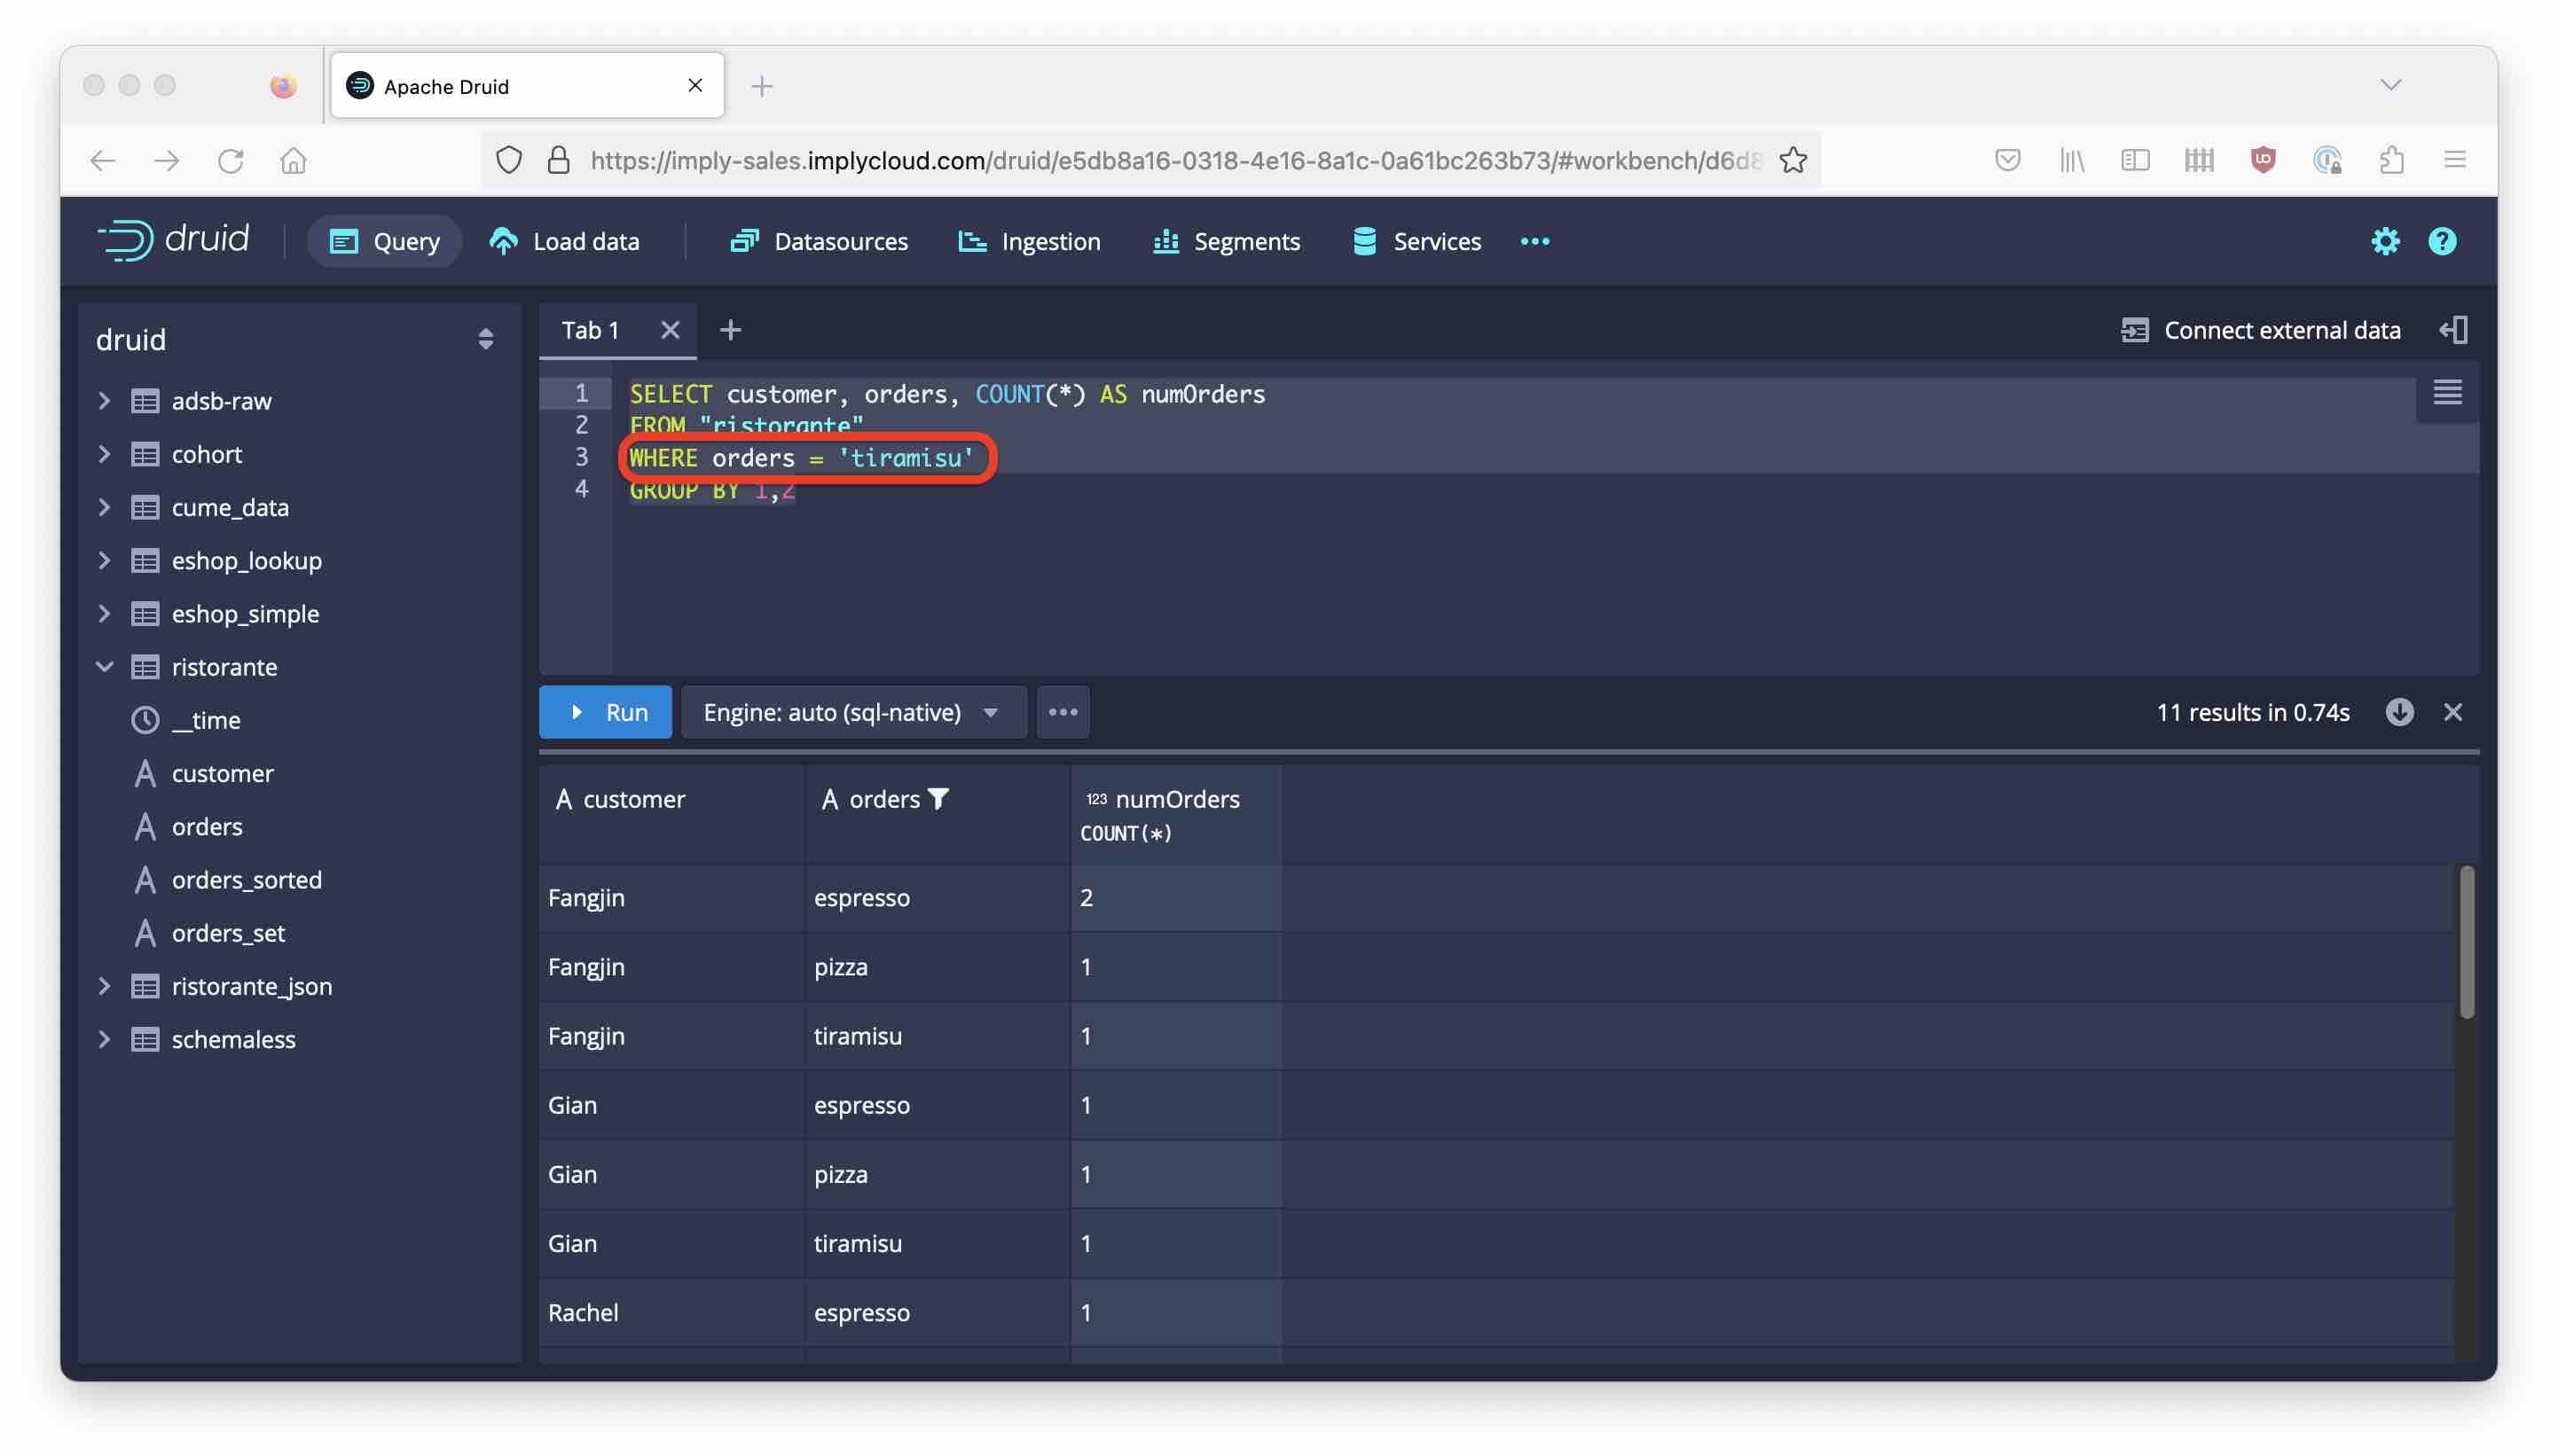 Apache Druid
https://imply-sales.implycloud.com/druid/e5db8a16-0318-4e16-8a1c-0a61bc263b73/#workbench/d6d8
druid
Query
Load data
Datasources
Ingestion
Segments
Services
druid
adsb-raw
cohort
cume_data
eshop_lookup
eshop_simple
ristorante
__time
customer
orders
orders_sorted
orders_set
ristorante_json
schemaless
Tab 1
Connect external data
1 SELECT customer, orders, COUNT(*) AS numOrders
2 FROM "ristorante"
3 WHERE orders = 'tiramisu'
4 GROUP BY 1,2
Run
Engine: auto (sql-native)
11 results in 0.74s
A customer A orders 123 numOrders
COUNT(*)
Fangjin espresso 2
Fangjin pizza 1
Fangjin tiramisu 1
Gian espresso 1
Gian pizza 1
Gian tiramisu 1
Rachel espresso 1